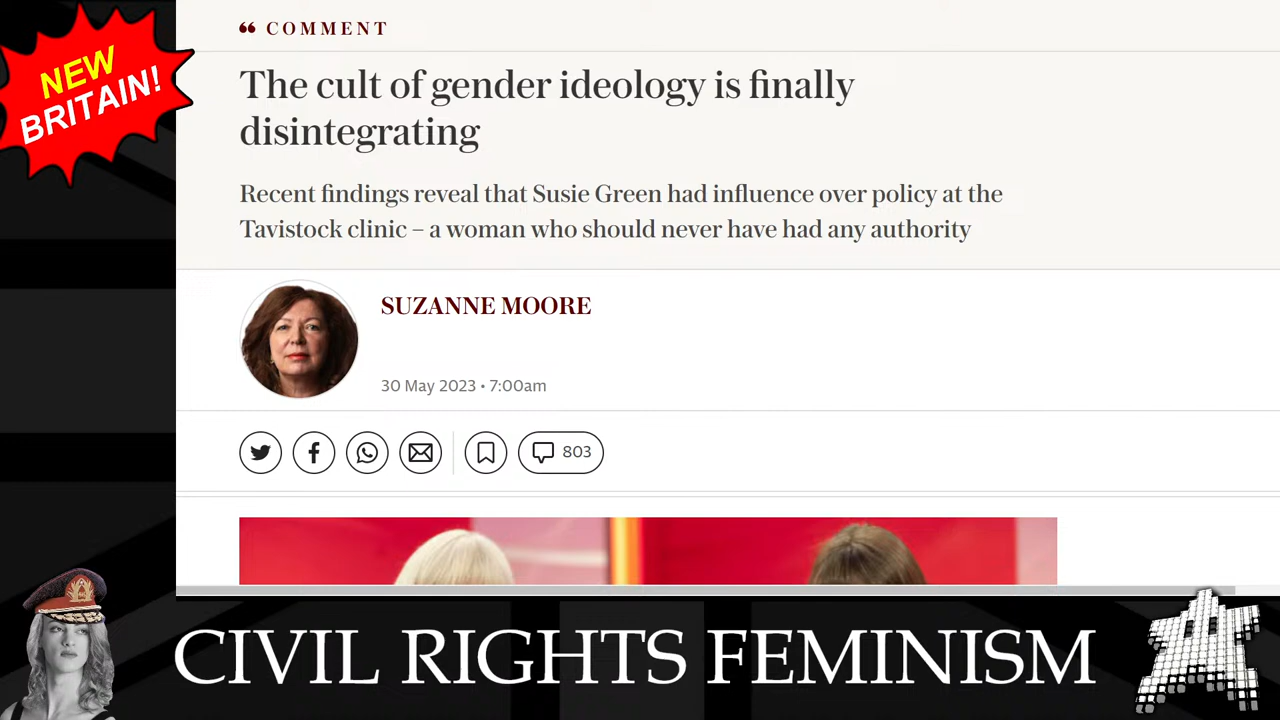 NEW
BRITAIN!
❝ COMMENT
The cult of gender ideology is finally
disintegrating
Recent findings reveal that Susie Green had influence over policy at the
Tavistock clinic – a woman who should never have had any authority
SUZANNE MOORE
30 May 2023 • 7:00am
803
CIVIL RIGHTS FEMINISM